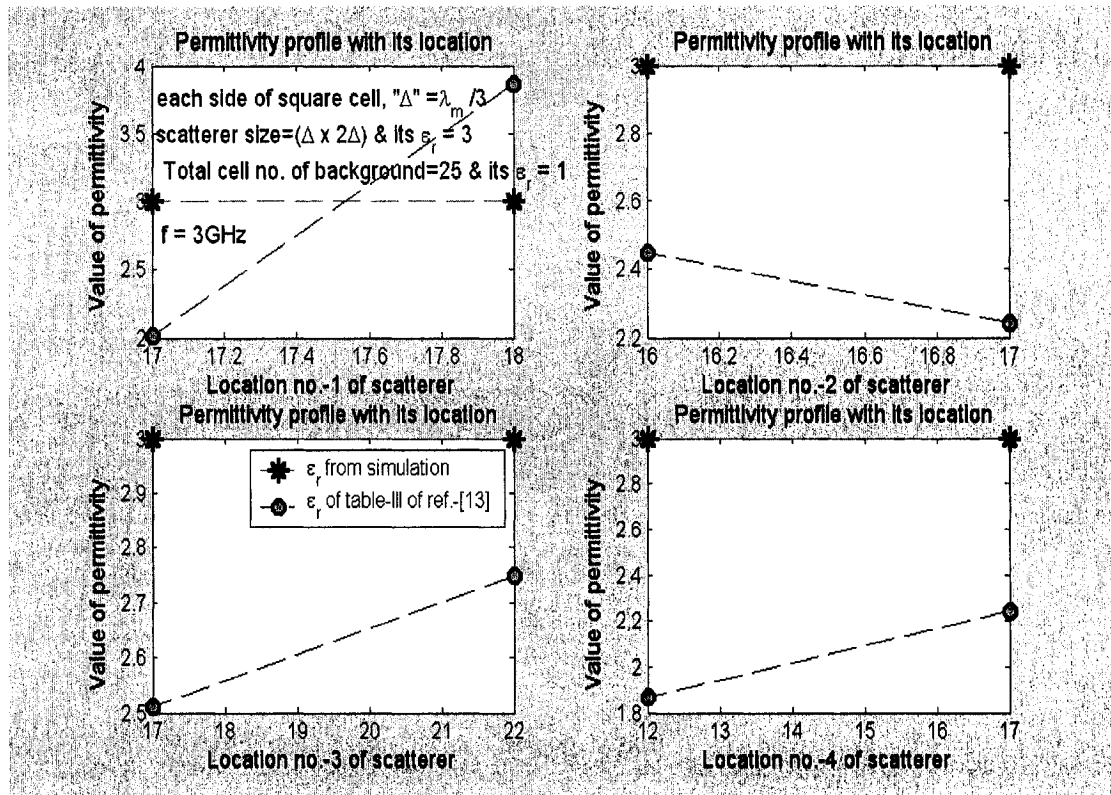 Permittivity profile with its location
4
3.5
3
2.5
2
Value of permittivity
each side of square cell, "Δ" =λm /3
scatterer size=(Δ x 2Δ) & its εr = 3
Total cell no. of background=25 & its εr = 1
f = 3GHz
17 17.2 17.4 17.6 17.8 18
Location no.-1 of scatterer
Permittivity profile with its location
3
2.8
2.6
2.4
2.2
Value of permittivity
16 16.2 16.4 16.6 16.8 17
Location no.-2 of scatterer
Permittivity profile with its location
3
2.9
2.8
2.7
2.6
2.5
Value of permittivity
εr from simulation
εr of table-III of ref.-[13]
17 18 19 20 21 22
Location no.-3 of scatterer
Permittivity profile with its location
3
2.8
2.6
2.4
2.2
2
1.8
Value of permittivity
12 13 14 15 16 17
Location no.-4 of scatterer